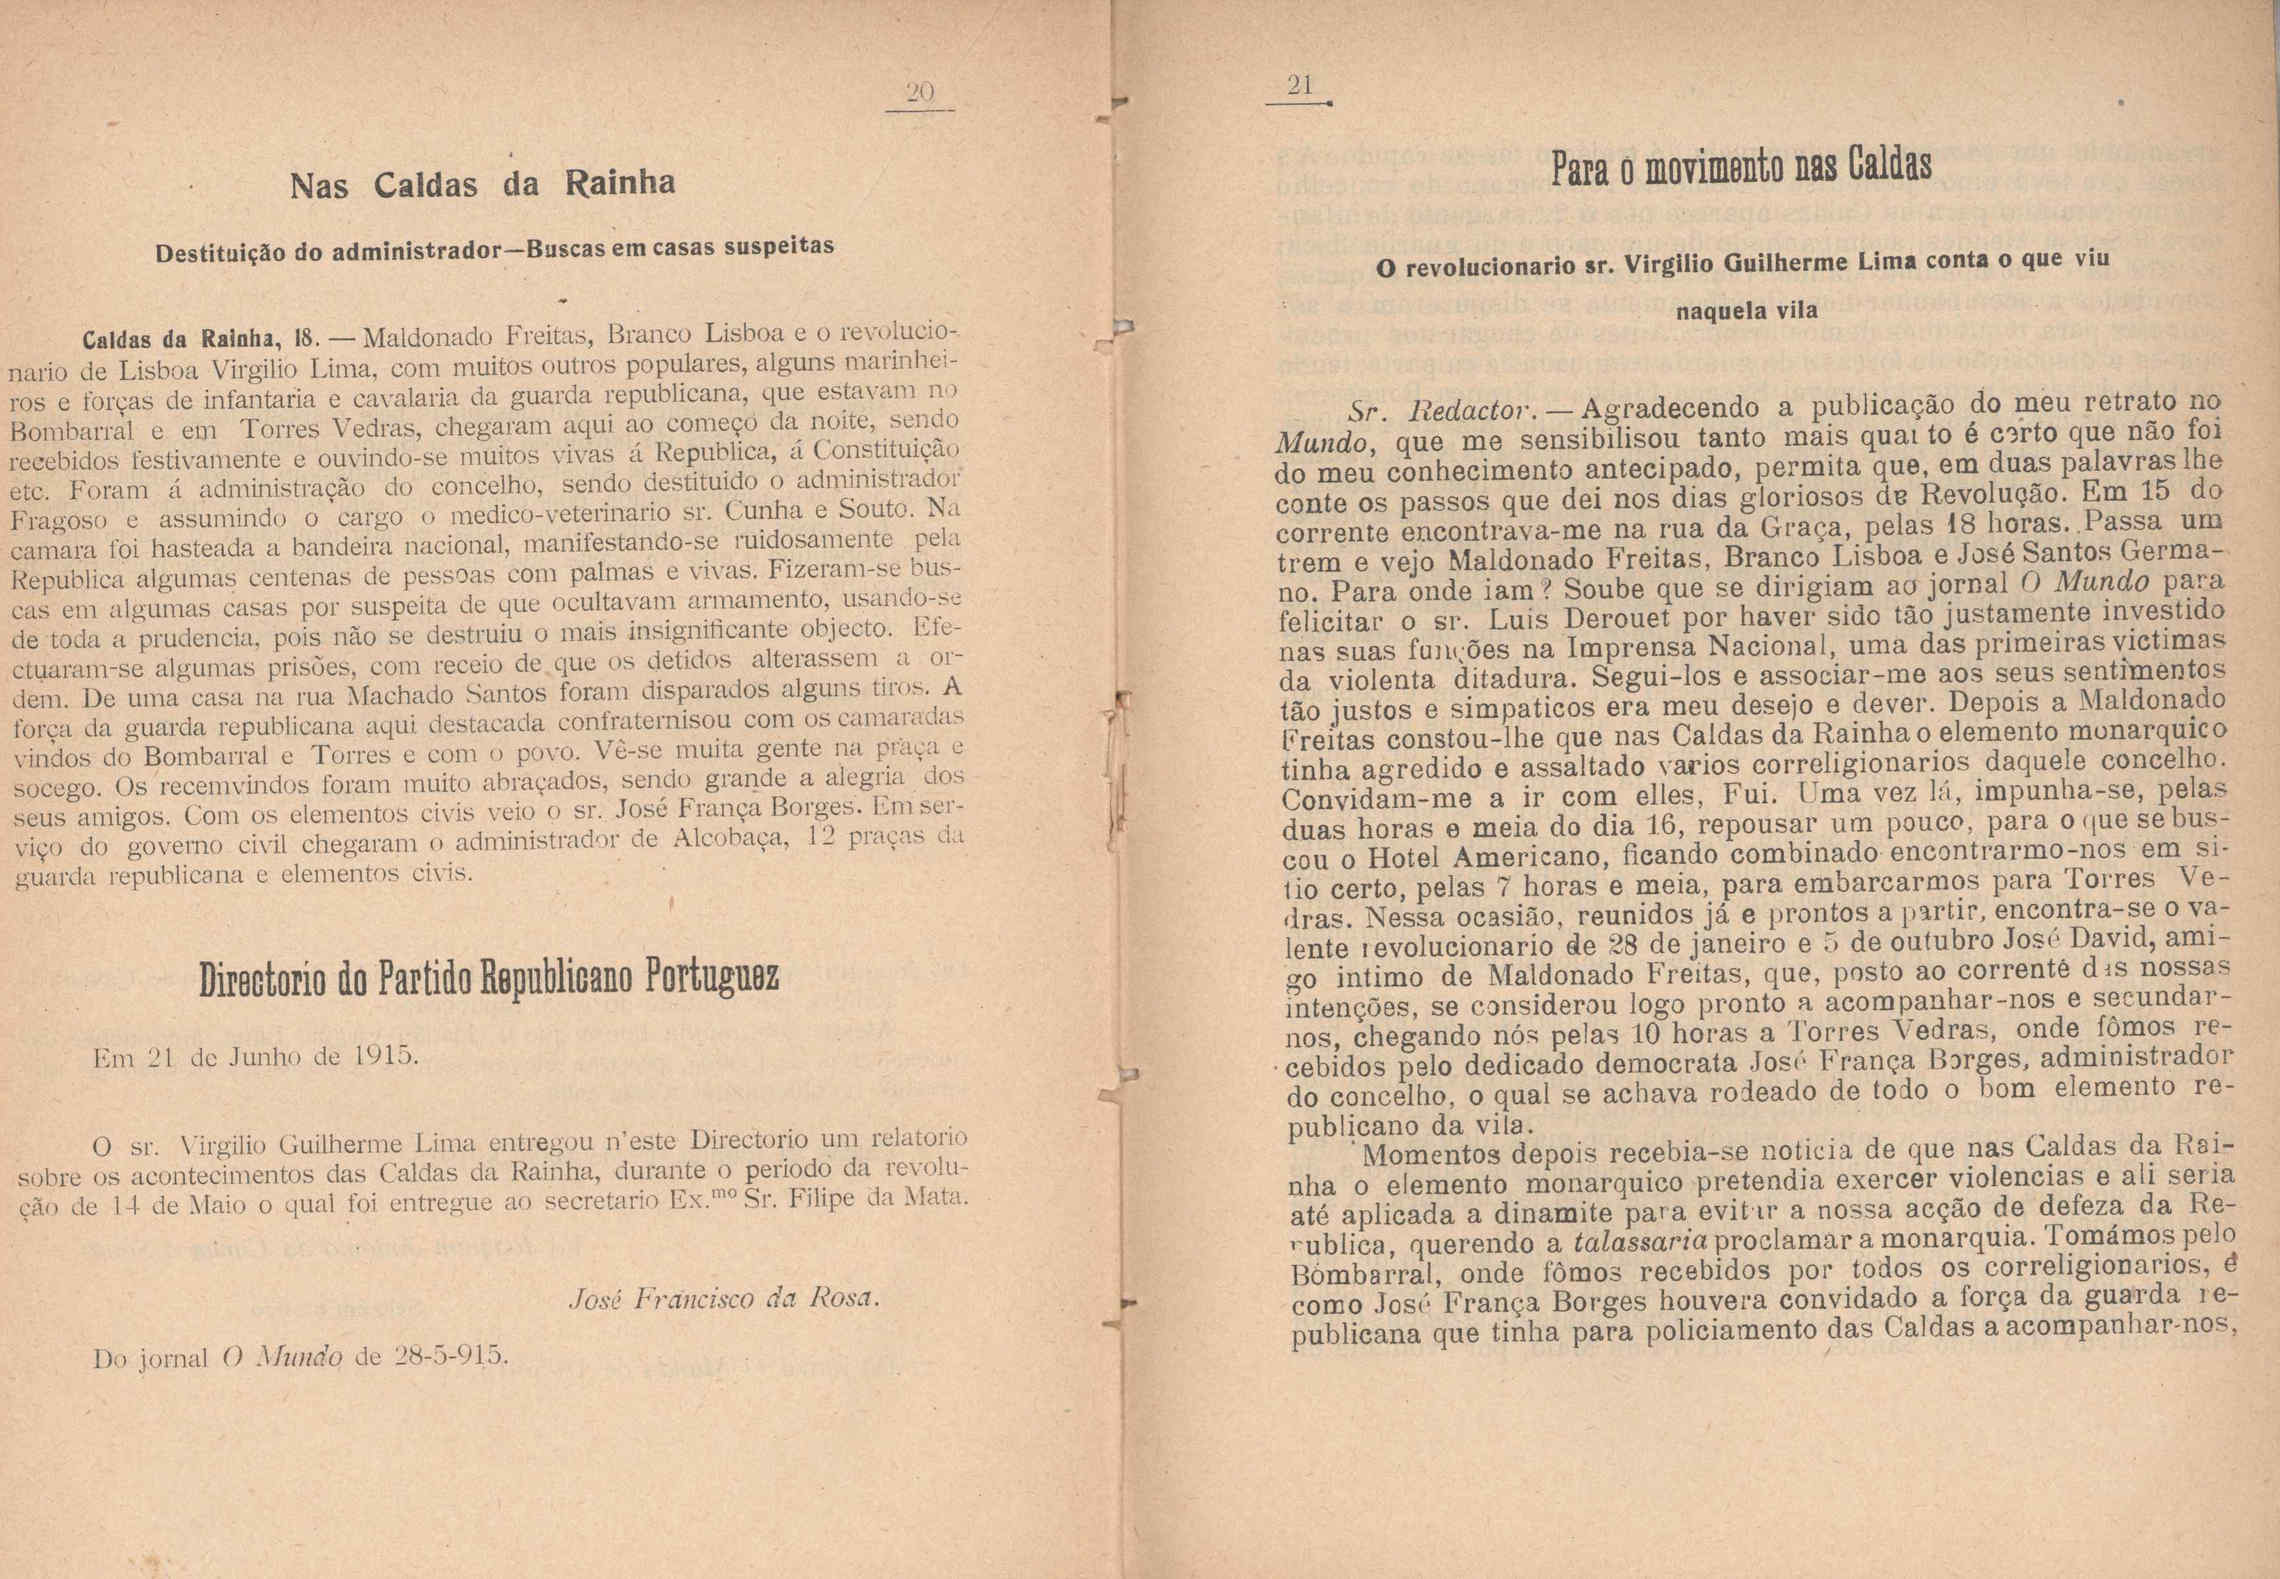 20
Nas Caldas da Rainha
Destituição do administrador—Buscas em casas suspeitas
Caldas da Rainha, 18. — Maldonado Freitas, Branco Lisboa e o revolucio-
nario de Lisboa Virgilio Lima, com muitos outros populares, alguns marinhei-
ros e forças de infantaria e cavalaria da guarda republicana, que estavam no
Bombarral e em Torres Vedras, chegaram aqui ao começo da noite, sendo
recebidos festivamente e ouvindo-se muitos vivas á Republica, á Constituição
etc. Foram á administração do concelho, sendo destituido o administrador
Fragoso e assumindo o cargo o medico-veterinario sr. Cunha e Souto. Na
camara foi hasteada a bandeira nacional, manifestando-se ruidosamente pela
Republica algumas centenas de pessoas com palmas e vivas. Fizeram-se bus-
cas em algumas casas por suspeita de que ocultavam armamento, usando-se
de toda a prudencia, pois não se destruiu o mais insignificante objecto. Efe-
ctuaram-se algumas prisões, com receio de que os detidos alterassem a or-
dem. De uma casa na rua Machado Santos foram disparados alguns tiros. A
força da guarda republicana aqui destacada confraternisou com os camaradas
vindos do Bombarral e Torres e com o povo. Vê-se muita gente na praça e
socego. Os recemvindos foram muito abraçados, sendo grande a alegria dos
seus amigos. Com os elementos civis veio o sr. José França Borges. Em ser-
viço do governo civil chegaram o administrador de Alcobaça, 12 praças da
guarda republicana e elementos civis.
Directorio do Partido Republicano Portuguez
Em 21 de Junho de 1915.
O sr. Virgilio Guilherme Lima entregou n'este Directorio um relatorio
sobre os acontecimentos das Caldas da Rainha, durante o periodo da revolu-
ção de 14 de Maio o qual foi entregue ao secretario Ex.mo Sr. Filipe da Mata.
José Francisco da Rosa.
Do jornal O Mundo de 28-5-915.
21
Para o movimento nas Caldas
O revolucionario sr. Virgilio Guilherme Lima conta o que viu
naquela vila
Sr. Redactor. — Agradecendo a publicação do meu retrato no
Mundo, que me sensibilisou tanto mais quanto é certo que não foi
do meu conhecimento antecipado, permita que, em duas palavras lhe
conte os passos que dei nos dias gloriosos de Revolução. Em 15 do
corrente encontrava-me na rua da Graça, pelas 18 horas. Passa um
trem e vejo Maldonado Freitas, Branco Lisboa e José Santos Germa-
no. Para onde iam? Soube que se dirigiam ao jornal O Mundo para
felicitar o sr. Luis Derouet por haver sido tão justamente investido
nas suas funções na Imprensa Nacional, uma das primeiras victimas
da violenta ditadura. Segui-los e associar-me aos seus sentimentos
tão justos e simpaticos era meu desejo e dever. Depois a Maldonado
Freitas constou-lhe que nas Caldas da Rainha o elemento monarquico
tinha agredido e assaltado varios correligionarios daquele concelho.
Convidam-me a ir com elles, Fui. Uma vez lá, impunha-se, pelas
duas horas e meia do dia 16, repousar um pouco, para o que se bus-
cou o Hotel Americano, ficando combinado encontrarmo-nos em si-
tio certo, pelas 7 horas e meia, para embarcarmos para Torres Ve-
dras. Nessa ocasião, reunidos já e prontos a partir, encontra-se o va-
lente revolucionario de 28 de janeiro e 5 de outubro José David, ami-
go intimo de Maldonado Freitas, que, posto ao corrente das nossas
intenções, se considerou logo pronto a acompanhar-nos e secundar-
nos, chegando nós pelas 10 horas a Torres Vedras, onde fômos re-
cebidos pelo dedicado democrata José França Borges, administrador
do concelho, o qual se achava rodeado de todo o bom elemento re-
publicano da vila.
Momentos depois recebia-se noticia de que nas Caldas da Rai-
nha o elemento monarquico pretendia exercer violencias e ali seria
até aplicada a dinamite para evitar a nossa acção de defeza da Re-
publica, querendo a talassaria proclamar a monarquia. Tomámos pelo
Bombarral, onde fômos recebidos por todos os correligionarios, e
como José França Borges houvera convidado a força da guarda re-
publicana que tinha para policiamento das Caldas a acompanhar-nos,